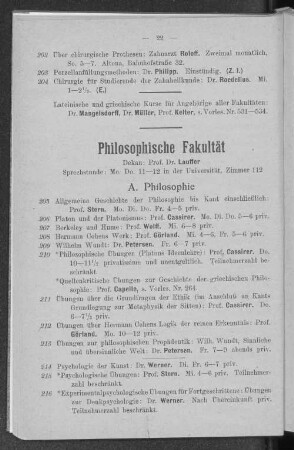 — 22 —
202 Über chirurgische Prothesen: Zahnarzt Roloff. Zweimal monatlich,
So. 5—7. Altona, Bahnhofstraße 32.
203 Porzellanfüllungsmethoden: Dr. Philipp. Einstündig. (Z. f.)
204 Chirurgie für Studierende der Zahnheilkunde: Dr. Roedelius. Mi.
1—2½. (E.)
Lateinische und griechische Kurse für Angehörige aller Fakultäten:
Dr. Mangelsdorff, Dr. Müller, Prof. Kelter, s. Vorles. Nr. 531—534.
Philosophische Fakultät
Dekan: Prof. Dr. Lauffer
Sprechstunde: Mo. Do. 11—12 in der Universität, Zimmer 112
A. Philosophie
205 Allgemeine Geschichte der Philosophie bis Kant einschließlich:
Prof. Stern. Mo. Di. Do. Fr. 4—5 priv.
206 Platon und der Platonismus: Prof. Cassirer. Mo. Di. Do. 5—6 priv.
207 Berkeley and Hume: Prof. Wolff. Mi. 6—8 priv.
208 Hermann Cohens Werk: Prof. Görland. Mi. 5—6 priv.
209 Wilhelm Wundt: Dr. Petersen. Fr. 6—7 priv.
210 *Philosophische Übungen (Platons Ideenlehre): Prof. Cassirer. Do.
10—11½ privatissime und unentgeltlich. Teilnehmerzahl be-
schränkt.
*Quellenkritische Übungen zur Geschichte der griechischen Philo-
sophie: Prof. Capelle, s. Vorles. Nr. 264
211 Übungen über die Grundfragen der Ethik (im Anschluß an Kants
Grundlegung zur Metaphysik der Sitten): Prof. Cassirer. Do.
6—7½ priv.
212 Übungen über Hermann Cohens Logik der reinen Erkenntnis: Prof.
Görland. Mo. 10—12 priv.
213 Übungen zur philosophischen Propädeutik: Wilh. Wundt, Sinnliche
und übersinnliche Welt: Dr. Petersen. Fr. 7—9 abends priv.
214 Psychologie der Kunst: Dr. Werner. Di. Fr. 6—7 priv.
215 *Psychologische Übungen: Prof. Stern. Mi. 4—6 priv. Teilnehmer-
zahl beschränkt.
216 *Experimentalpsychologische Übungen für Fortgeschrittenere: Übungen
zur Denkpsychologie: Dr. Werner. Nach Übereinkunft priv.
Teilnehmerzahl beschränkt.